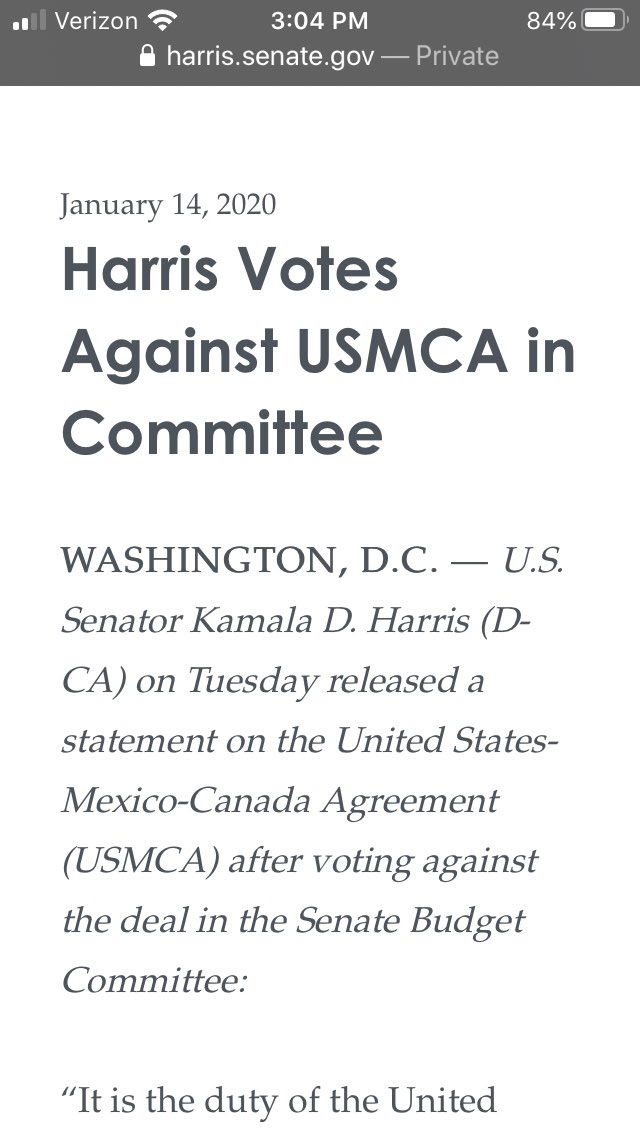 Verizon 3:04 PM 84%
harris.senate.gov — Private
January 14, 2020
Harris Votes
Against USMCA in
Committee
WASHINGTON, D.C. — U.S.
Senator Kamala D. Harris (D-
CA) on Tuesday released a
statement on the United States-
Mexico-Canada Agreement
(USMCA) after voting against
the deal in the Senate Budget
Committee:
“It is the duty of the United